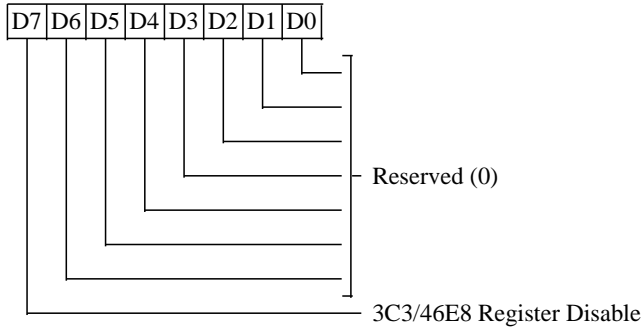 D7 D6 D5 D4 D3 D2 D1 D0
Reserved (0)
3C3/46E8 Register Disable